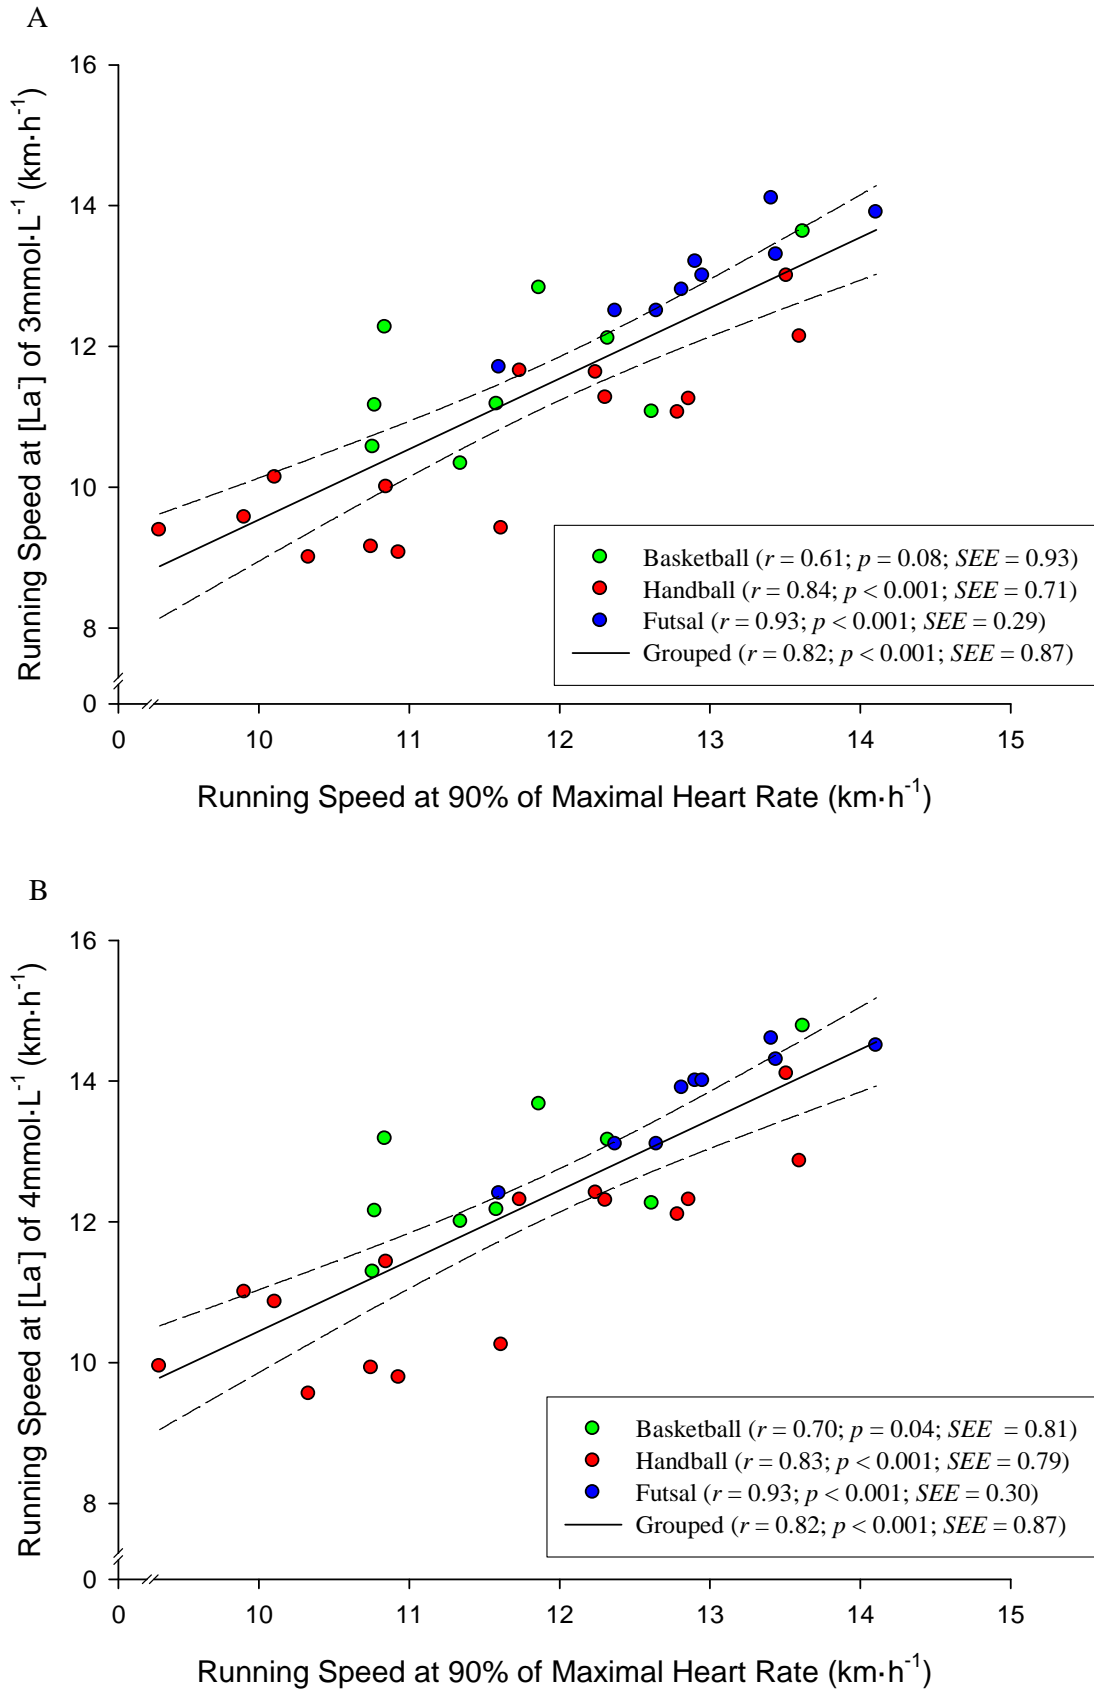 A
Running Speed at [La-] of 3mmol·L-1 (km·h-1)
16
14
12
10
8
0
Basketball (r = 0.61; p = 0.08; SEE = 0.93)
Handball (r = 0.84; p < 0.001; SEE = 0.71)
Futsal (r = 0.93; p < 0.001; SEE = 0.29)
Grouped (r = 0.82; p < 0.001; SEE = 0.87)
0 10 11 12 13 14 15
Running Speed at 90% of Maximal Heart Rate (km·h-1)
B
Running Speed at [La-] of 4mmol·L-1 (km·h-1)
16
14
12
10
8
0
Basketball (r = 0.70; p = 0.04; SEE = 0.81)
Handball (r = 0.83; p < 0.001; SEE = 0.79)
Futsal (r = 0.93; p < 0.001; SEE = 0.30)
Grouped (r = 0.82; p < 0.001; SEE = 0.87)
0 10 11 12 13 14 15
Running Speed at 90% of Maximal Heart Rate (km·h-1)